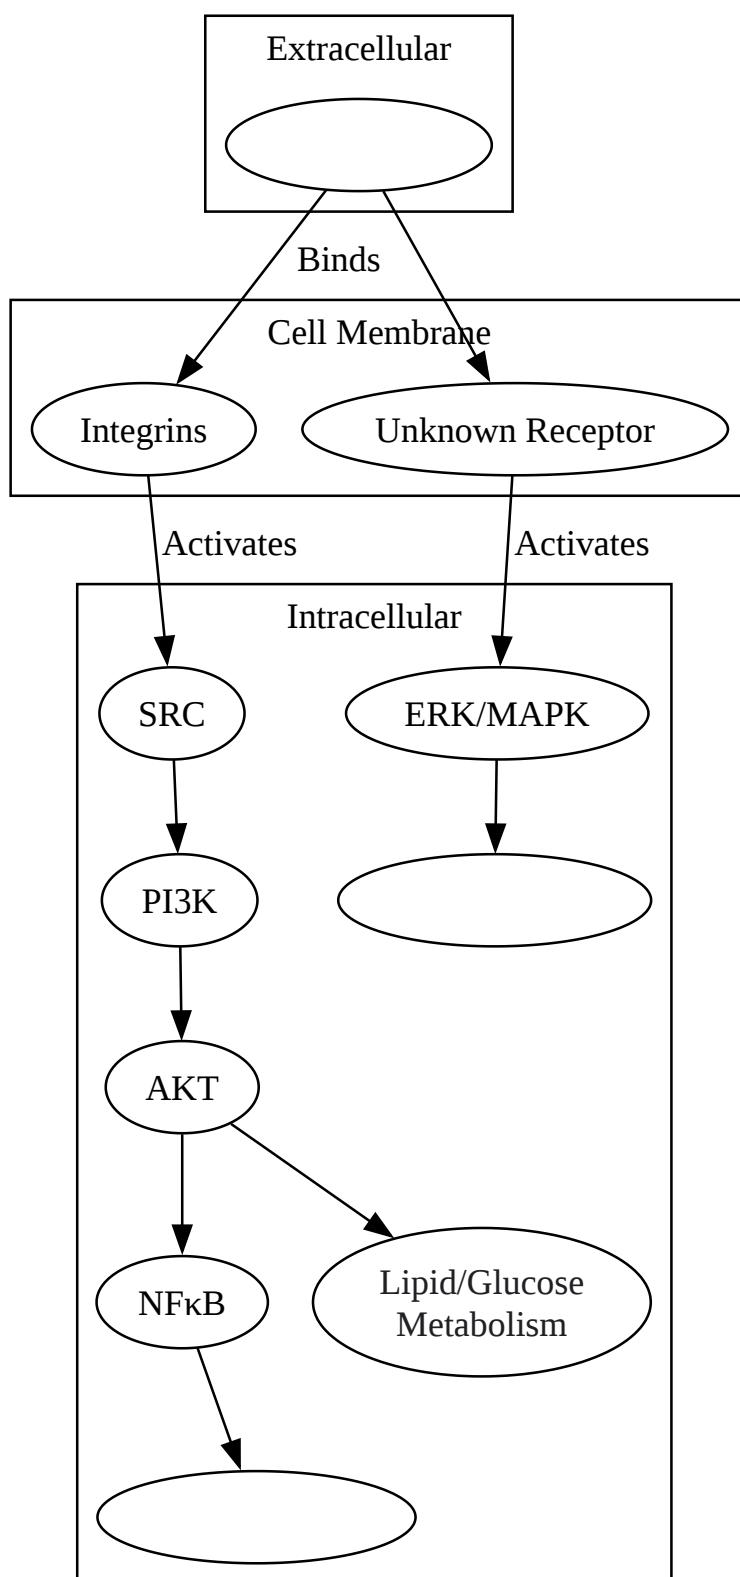 Extracellular
Binds
Cell Membrane
Integrins
Unknown Receptor
Activates
Activates
Intracellular
SRC
ERK/MAPK
PI3K
AKT
NFκB
Lipid/Glucose
Metabolism